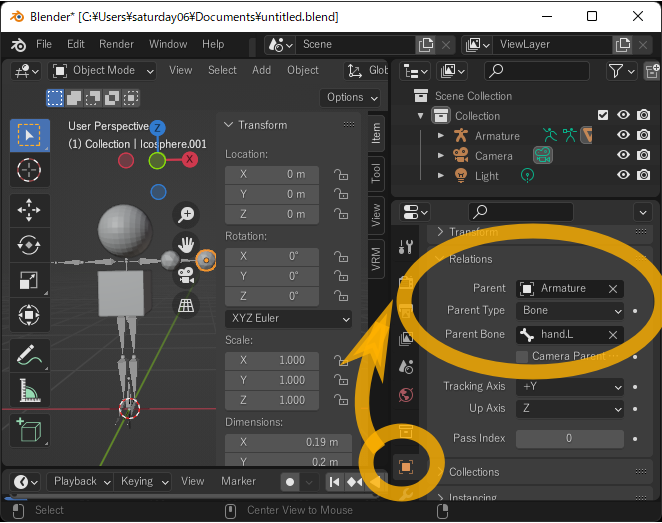 Blender* [C:¥Users¥saturday06¥Documents¥untitled.blend]
File Edit Render Window Help Scene ViewLayer
Object Mode View Select Add Object Glob
Options
User Perspective
(1) Collection | Icosphere.001
Z
X
Transform
Location:
X 0 m
Y 0 m
Z 0 m
Rotation:
X 0°
Y 0°
Z 0°
XYZ Euler
Scale:
X 1.000
Y 1.000
Z 1.000
Dimensions:
X 0.19 m
Y 0.2 m
Item
Tool
View
VRM
Scene Collection
Collection
Armature
Camera
Light
Transform
Relations
Parent Armature
Parent Type Bone
Parent Bone hand.L
Camera Parent ...
Tracking Axis +Y
Up Axis Z
Pass Index 0
Collections
Instancing
Playback Keying View Marker
Select Center View to Mouse